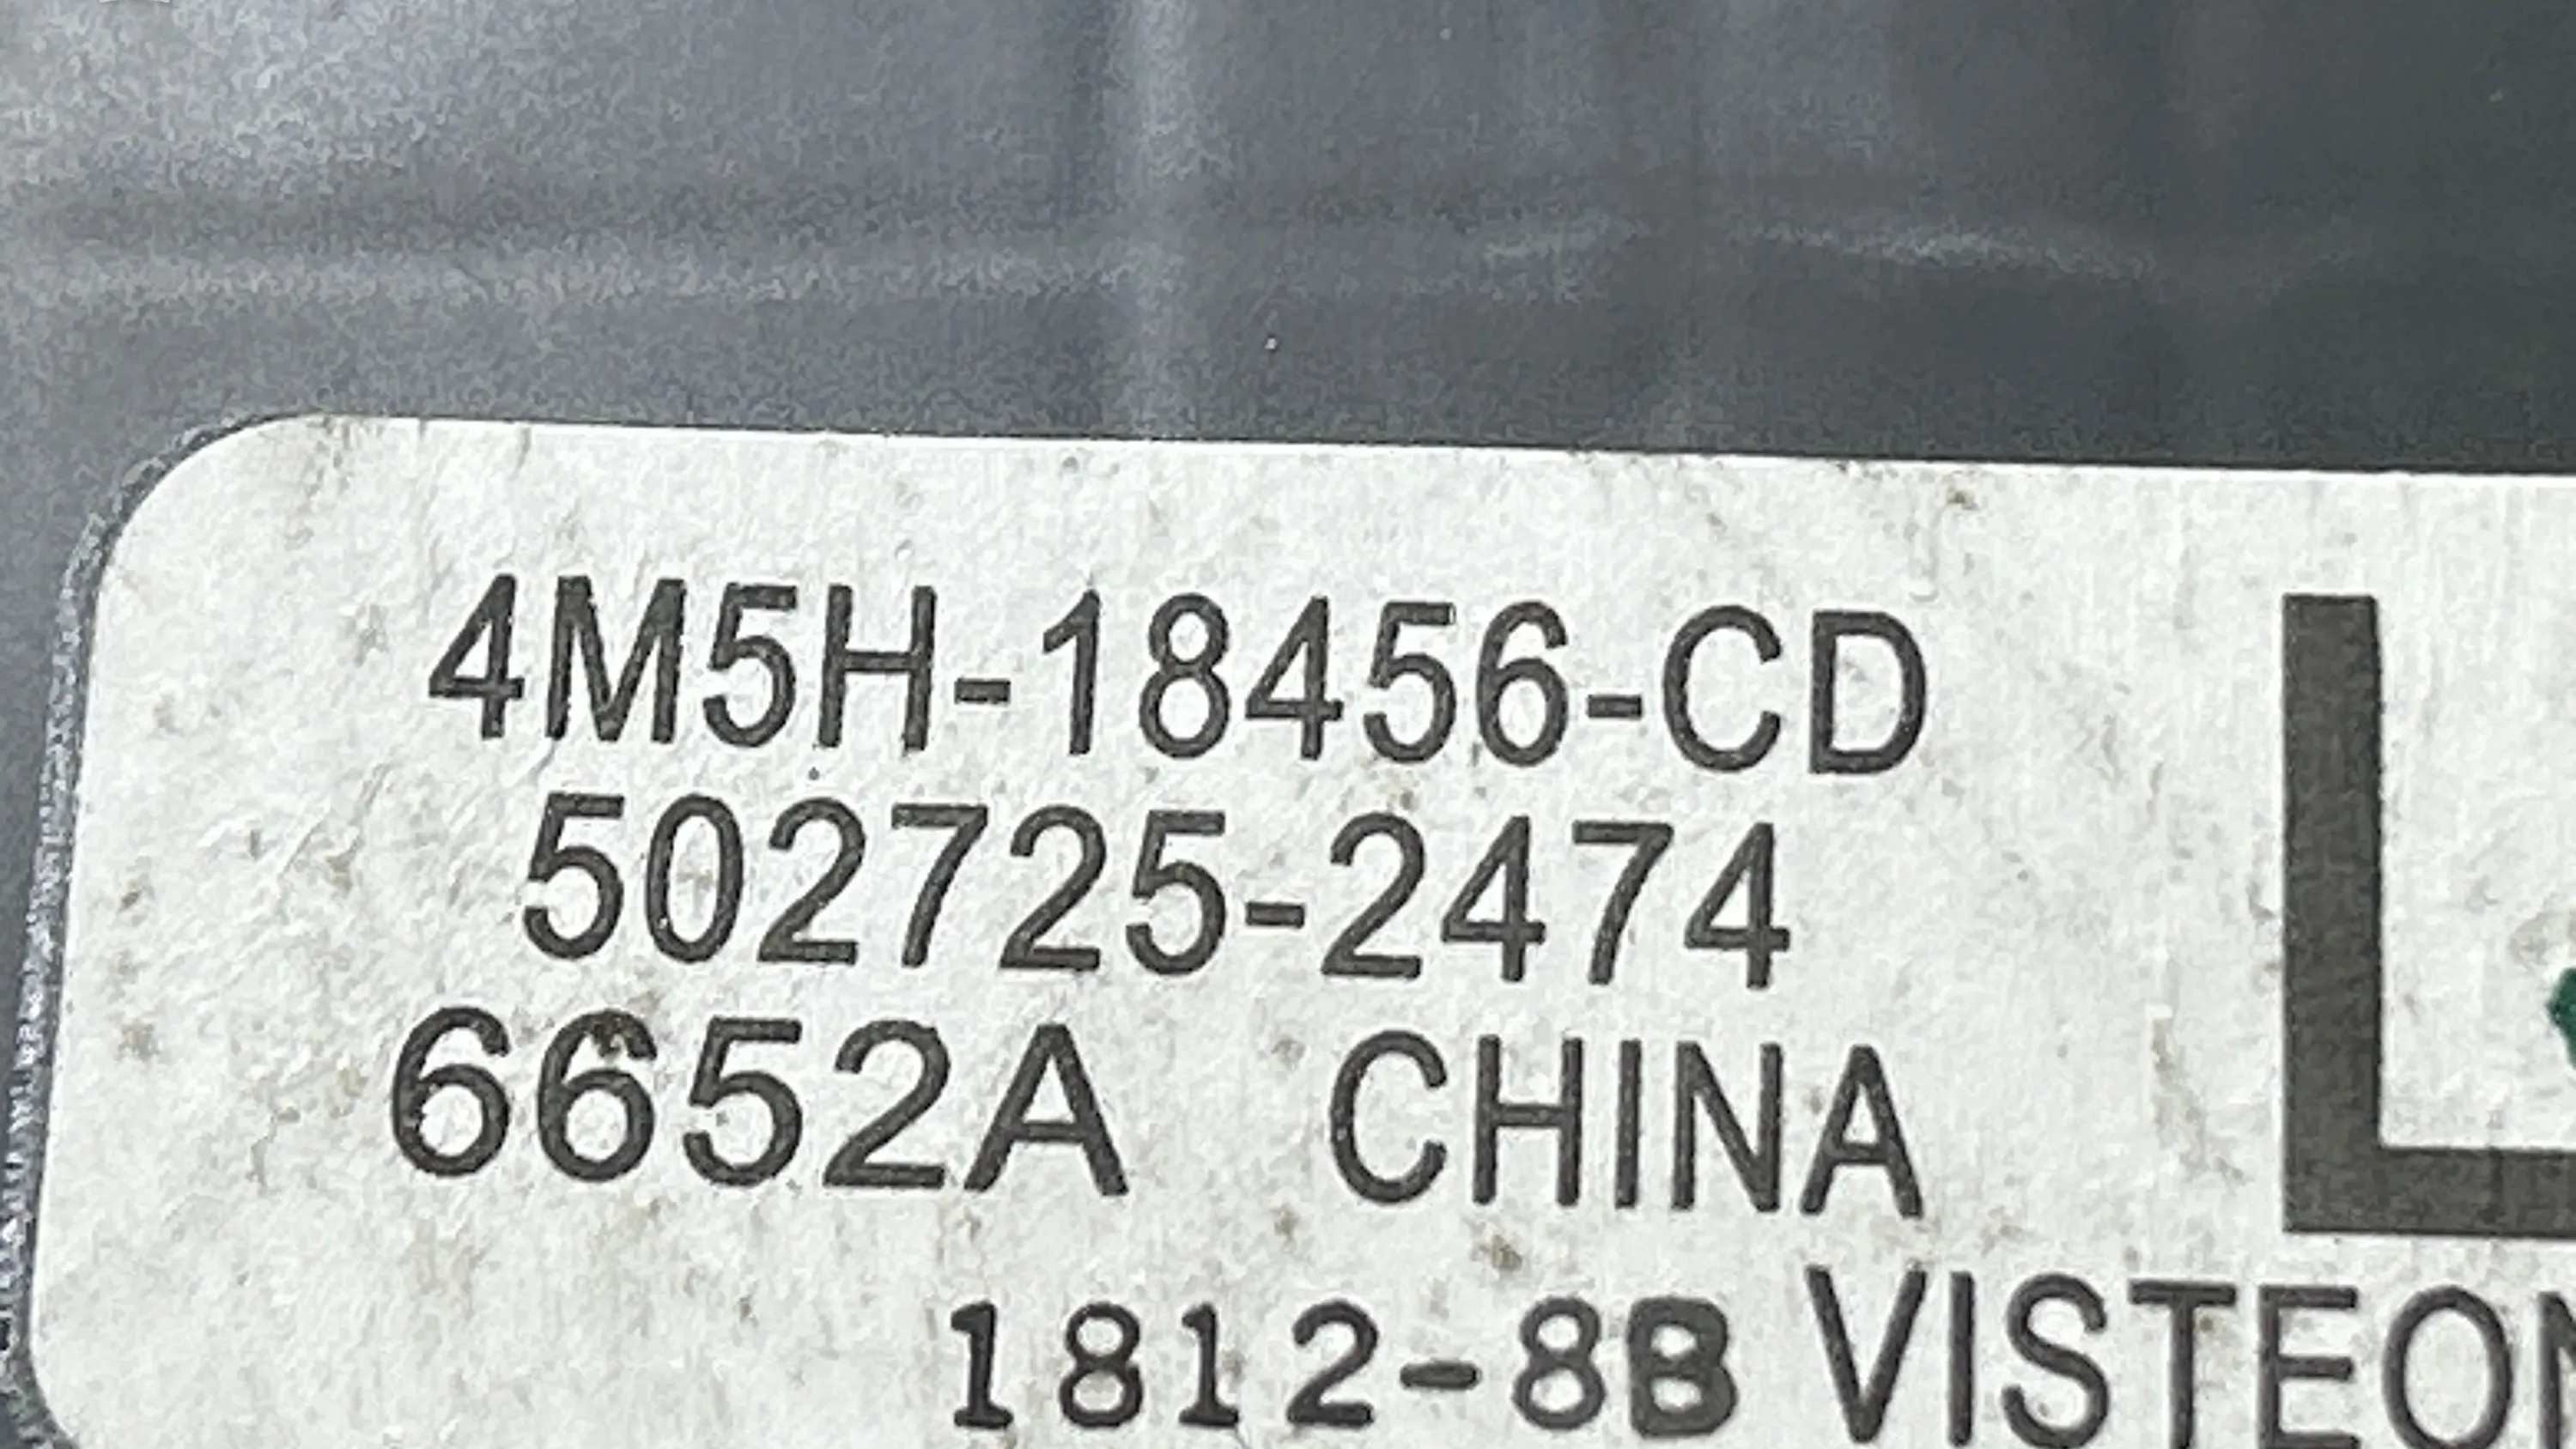 4M5H-18456-CD
502725-2474
6652A CHINA
L
1812-8B VISTEON